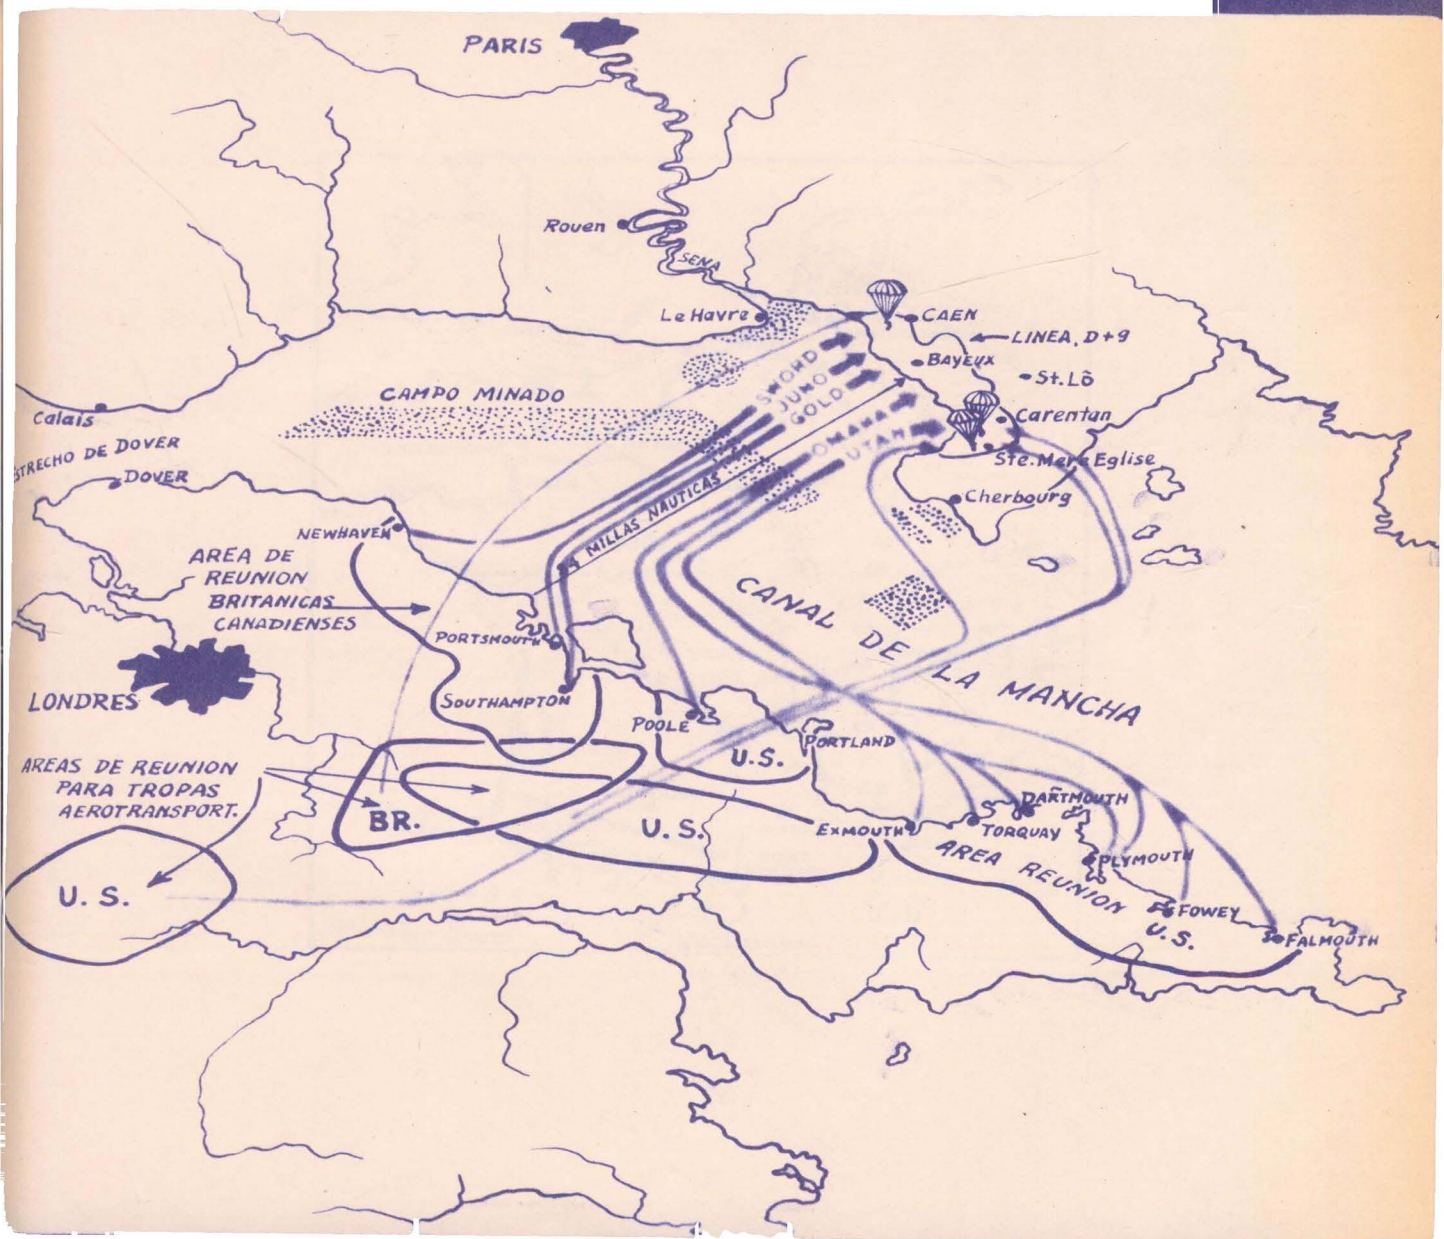 PARIS
Rouen
SENA
Le Havre
CAEN
LINEA, D+9
BAYEUX
St. Lô
Carentan
Ste. Mere Eglise
Cherbourg
SWORD
JUNO
GOLD
OMAHA
UTAH
CAMPO MINADO
Calais
ESTRECHO DE DOVER
DOVER
NEWHAVEN
MILLAS NAUTICAS
AREA DE
REUNION
BRITANICAS
CANADIENSES
PORTSMOUTH
CANAL DE LA MANCHA
LONDRES
SOUTHAMPTON
POOLE
PORTLAND
U.S.
AREAS DE REUNION
PARA TROPAS
AEROTRANSPORT.
BR.
U.S.
U. S.
EXMOUTH
TORQUAY
DARTMOUTH
PLYMOUTH
AREA REUNION
U.S.
FOWEY
FALMOUTH